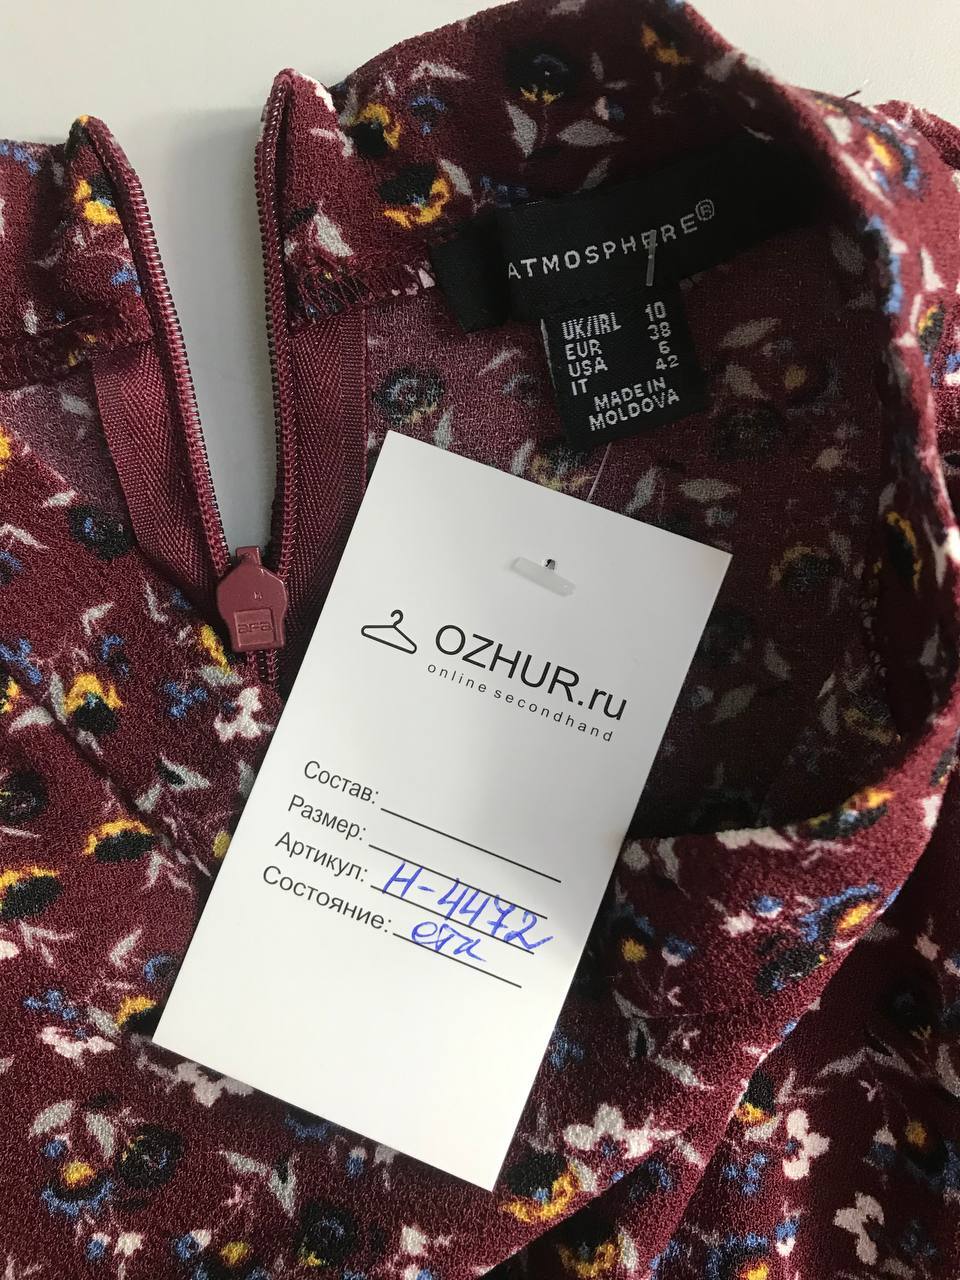 ATMOSPHERE®
UK/IRL 10
EUR 38
USA 6
IT 42
MADE IN
MOLDOVA
OZHUR.ru
online secondhand
Состав:
Размер:
Артикул: Н-4472
Состояние:
ara